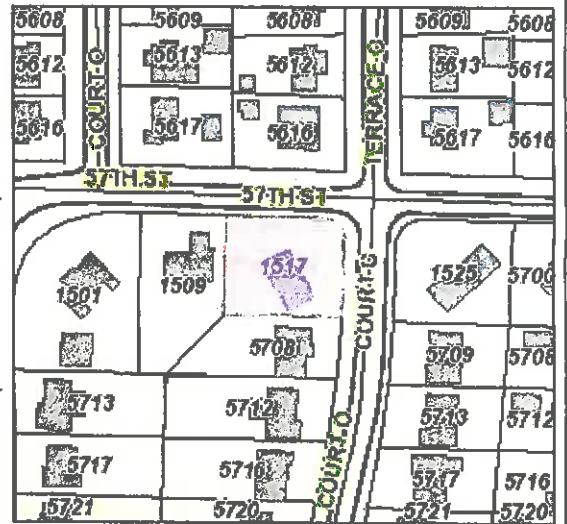 5608 5609 5608 5609 5608
5612 5613 5612 5613 5612
COURT O
TERRACE O
5616 5617 5616 5617 5616
57TH ST
57TH ST
1501 1509 1517 1525 5700
COURT O
5708 5709 5708
5713 5712 5713 5712
COURT O
5717 5716 5717 5716
5721 5720 5721 5720